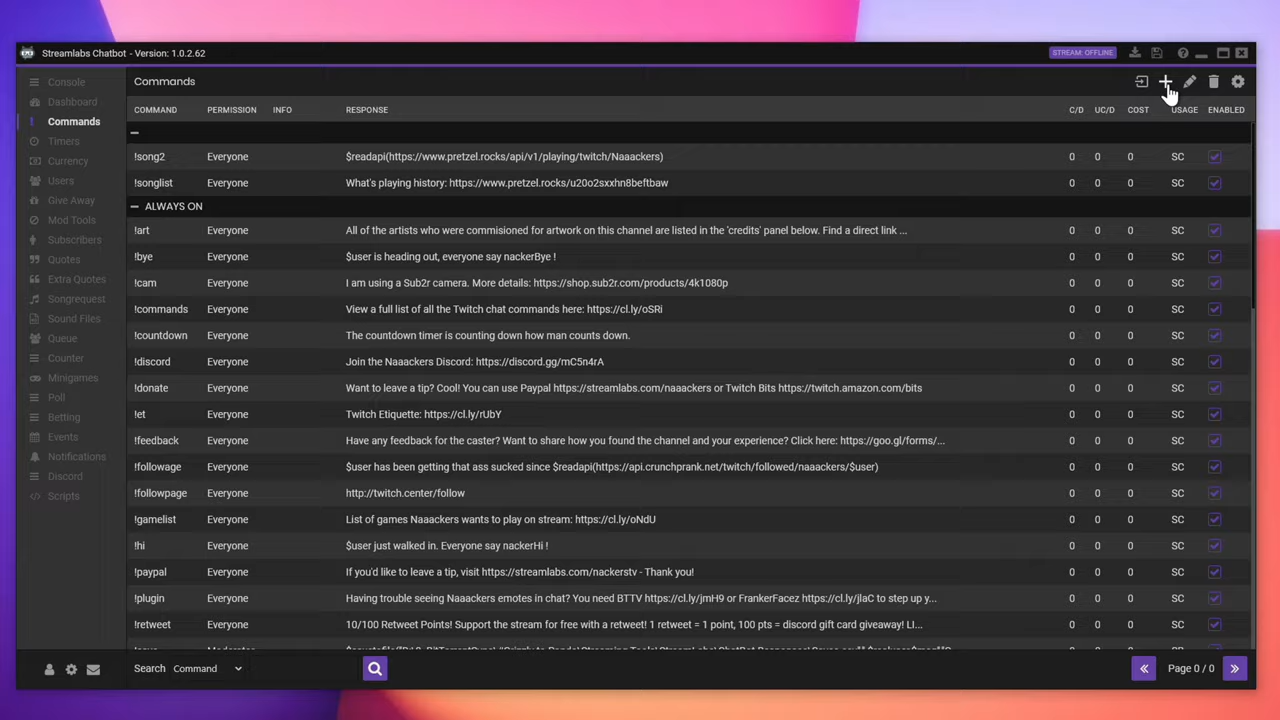 Streamlabs Chatbot - Version: 1.0.2.62
STREAM: OFFLINE
Console
Dashboard
Commands
Timers
Currency
Users
Give Away
Mod Tools
Subscribers
Quotes
Extra Quotes
Songrequest
Sound Files
Queue
Counter
Minigames
Poll
Betting
Events
Notifications
Discord
Scripts
Commands
COMMAND PERMISSION INFO RESPONSE C/D UC/D COST USAGE ENABLED
!song2 Everyone $readapi(https://www.pretzel.rocks/api/v1/playing/twitch/Naaackers) 0 0 0 SC
!songlist Everyone What's playing history: https://www.pretzel.rocks/u20o2sxxhn8beftbaw 0 0 0 SC
ALWAYS ON
!art Everyone All of the artists who were commisioned for artwork on this channel are listed in the 'credits' panel below. Find a direct link ... 0 0 0 SC
!bye Everyone $user is heading out, everyone say nackerBye ! 0 0 0 SC
!cam Everyone I am using a Sub2r camera. More details: https://shop.sub2r.com/products/4k1080p 0 0 0 SC
!commands Everyone View a full list of all the Twitch chat commands here: https://cl.ly/oSRi 0 0 0 SC
!countdown Everyone The countdown timer is counting down how man counts down. 0 0 0 SC
!discord Everyone Join the Naaackers Discord: https://discord.gg/mC5n4rA 0 0 0 SC
!donate Everyone Want to leave a tip? Cool! You can use Paypal https://streamlabs.com/naaackers or Twitch Bits https://twitch.amazon.com/bits 0 0 0 SC
!et Everyone Twitch Etiquette: https://cl.ly/rUbY 0 0 0 SC
!feedback Everyone Have any feedback for the caster? Want to share how you found the channel and your experience? Click here: https://goo.gl/forms/... 0 0 0 SC
!followage Everyone $user has been getting that ass sucked since $readapi(https://api.crunchprank.net/twitch/followed/naaackers/$user) 0 0 0 SC
!followpage Everyone http://twitch.center/follow 0 0 0 SC
!gamelist Everyone List of games Naaackers wants to play on stream: https://cl.ly/oNdU 0 0 0 SC
!hi Everyone $user just walked in. Everyone say nackerHi ! 0 0 0 SC
!paypal Everyone If you'd like to leave a tip, visit https://streamlabs.com/nackerstv - Thank you! 0 0 0 SC
!plugin Everyone Having trouble seeing Naaackers emotes in chat? You need BTTV https://cl.ly/jmH9 or FrankerFacez https://cl.ly/jlaC to step up y... 0 0 0 SC
!retweet Everyone 10/100 Retweet Points! Support the stream for free with a retweet! 1 retweet = 1 point, 100 pts = discord gift card giveaway! LI... 0 0 0 SC
Search Command Page 0 / 0